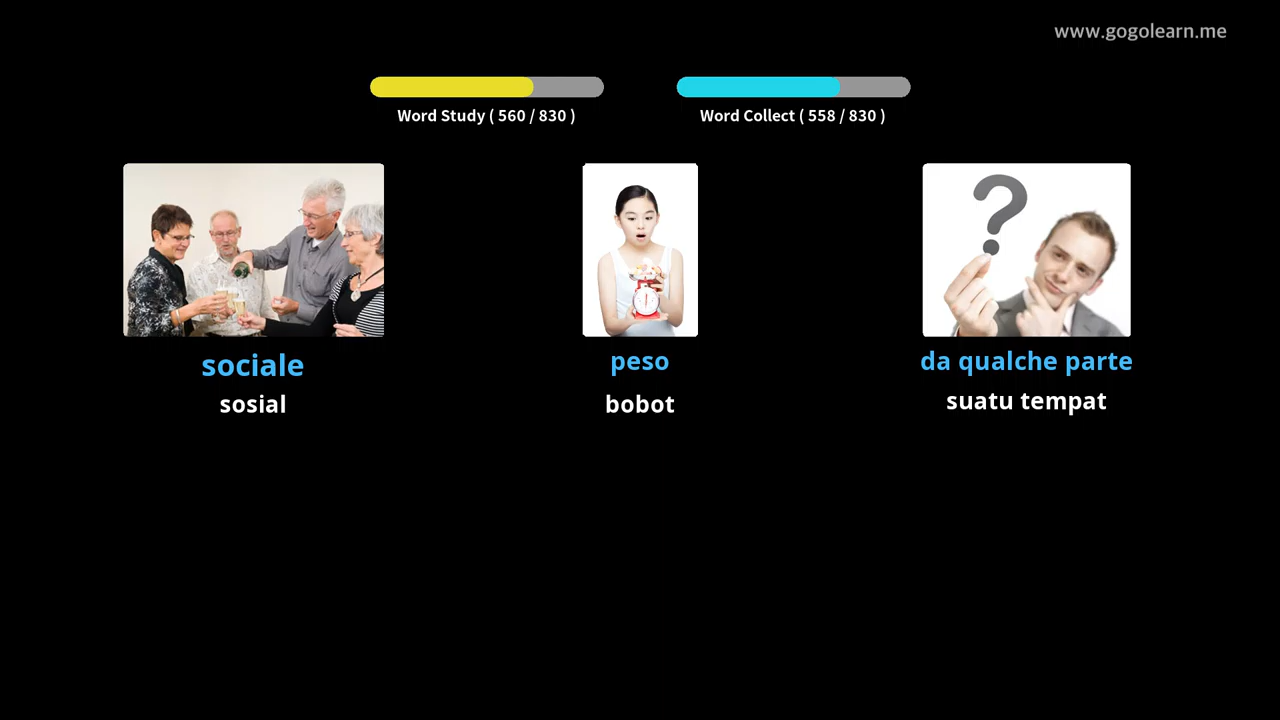 www.gogolearn.me
Word Study ( 560 / 830 )
Word Collect ( 558 / 830 )
sociale
sosial
peso
bobot
da qualche parte
suatu tempat